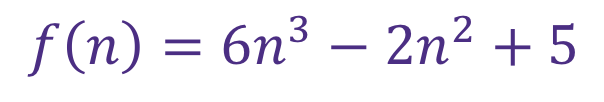 f(n) = 6n³ − 2n² + 5